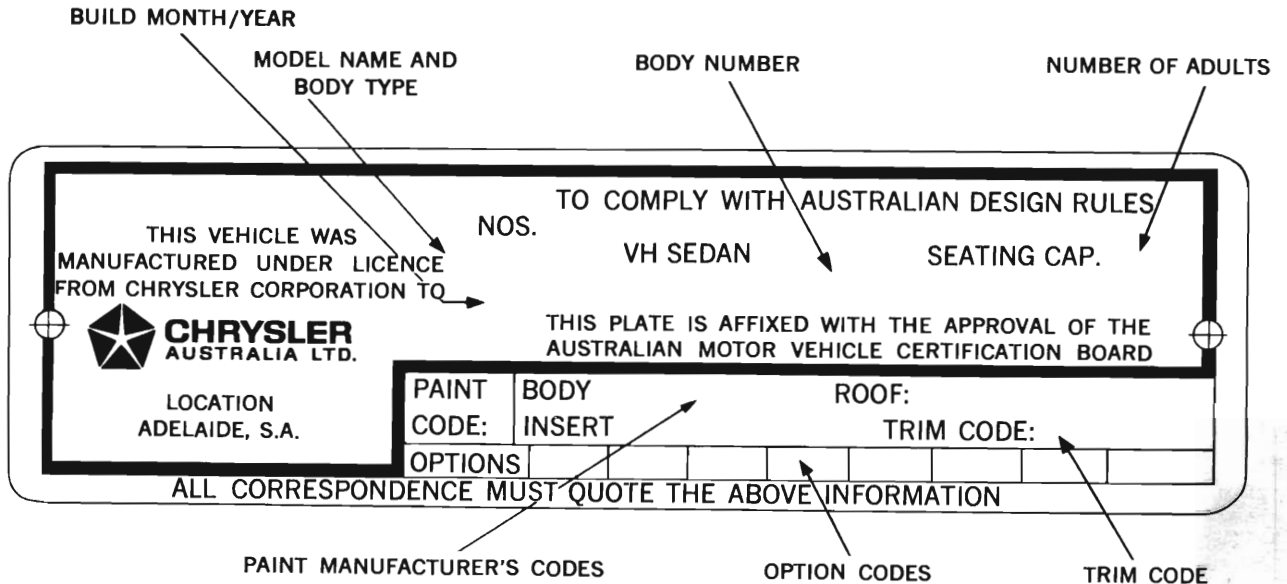 BUILD MONTH/YEAR
MODEL NAME AND
BODY TYPE
BODY NUMBER
NUMBER OF ADULTS
THIS VEHICLE WAS
MANUFACTURED UNDER LICENCE
FROM CHRYSLER CORPORATION TO
CHRYSLER
AUSTRALIA LTD.
LOCATION
ADELAIDE, S.A.
TO COMPLY WITH AUSTRALIAN DESIGN RULES
NOS.
VH SEDAN SEATING CAP.
THIS PLATE IS AFFIXED WITH THE APPROVAL OF THE
AUSTRALIAN MOTOR VEHICLE CERTIFICATION BOARD
PAINT BODY ROOF:
CODE: INSERT TRIM CODE:
OPTIONS
ALL CORRESPONDENCE MUST QUOTE THE ABOVE INFORMATION
PAINT MANUFACTURER'S CODES
OPTION CODES
TRIM CODE